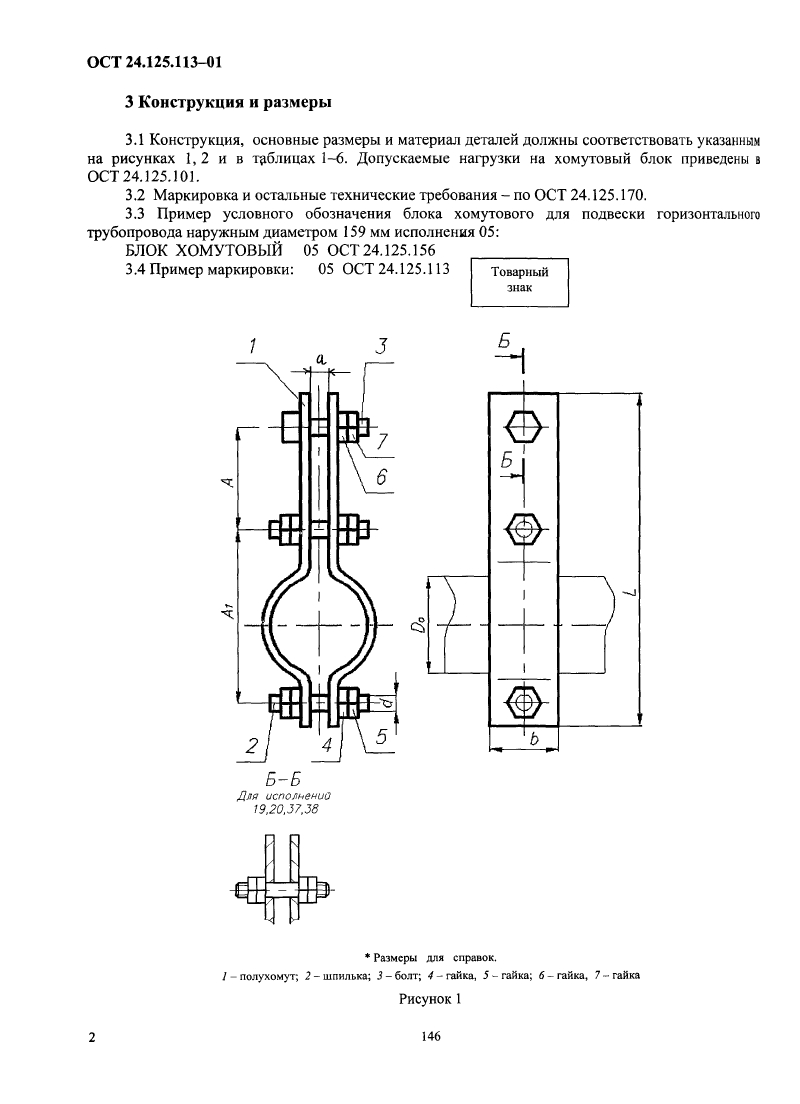 ОСТ 24.125.113–01
3 Конструкция и размеры
3.1 Конструкция, основные размеры и материал деталей должны соответствовать указанным
на рисунках 1, 2 и в таблицах 1–6. Допускаемые нагрузки на хомутовый блок приведены в
ОСТ 24.125.101.
3.2 Маркировка и остальные технические требования – по ОСТ 24.125.170.
3.3 Пример условного обозначения блока хомутового для подвески горизонтального
трубопровода наружным диаметром 159 мм исполнения 05:
БЛОК ХОМУТОВЫЙ 05 ОСТ 24.125.156
3.4 Пример маркировки: 05 ОСТ 24.125.113
Товарный
знак
1
а
3
7
6
А
А1
d
2
4
5
Б
Б
L
D₀
b
Б–Б
Для исполнений
19,20,37,38
* Размеры для справок.
1 – полухомут; 2 – шпилька; 3 – болт; 4 – гайка, 5 – гайка; 6 – гайка, 7 – гайка
Рисунок 1
2
146